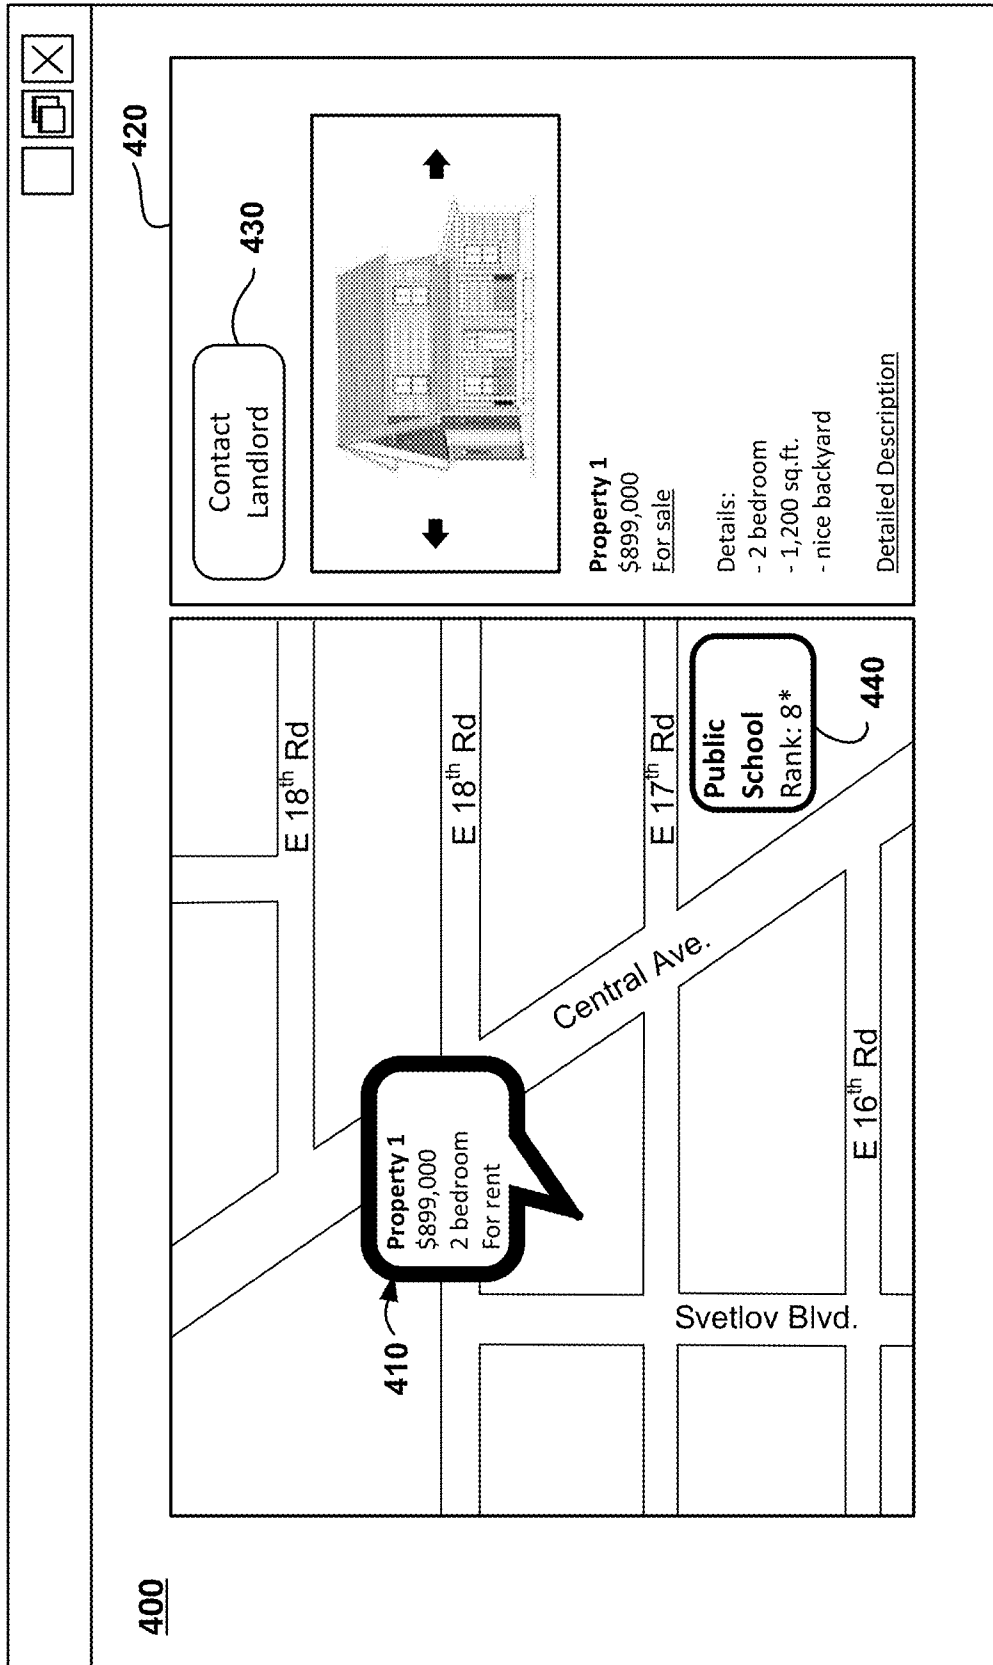 400
410
Property 1
$899,000
2 bedroom
For rent
E 18th Rd
E 18th Rd
E 17th Rd
Central Ave.
Svetlov Blvd.
E 16th Rd
Public
School
Rank: 8*
440
420
Contact
Landlord
430
Property 1
$899,000
For sale
Details:
- 2 bedroom
- 1,200 sq.ft.
- nice backyard
Detailed Description